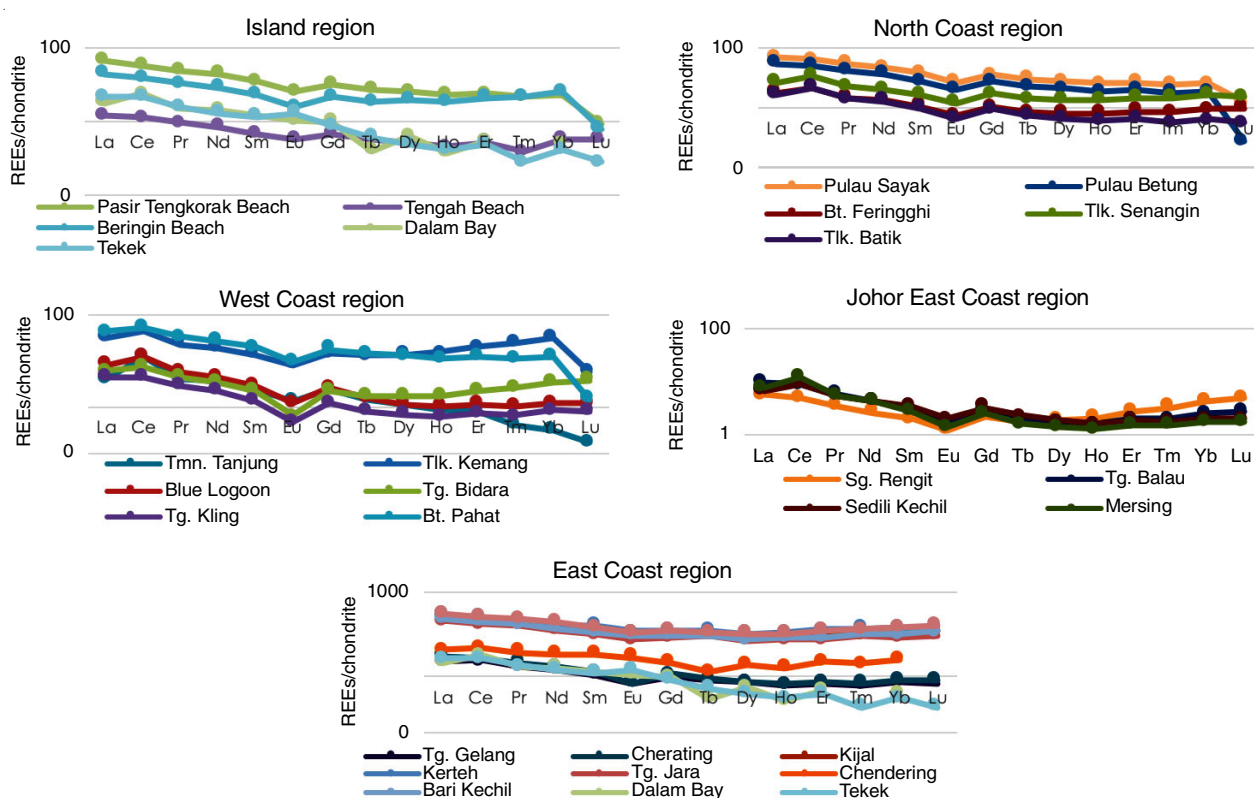 Island region
100
REEs/chondrite
La Ce Pr Nd Sm Eu Gd Tb Dy Ho Er Tm Yb Lu
0
Pasir Tengkorak Beach Tengah Beach
Beringin Beach Dalam Bay
Tekek
North Coast region
100
REEs/chondrite
La Ce Pr Nd Sm Eu Gd Tb Dy Ho Er Tm Yb Lu
0
Pulau Sayak Pulau Betung
Bt. Feringghi Tlk. Senangin
Tlk. Batik
West Coast region
100
REEs/chondrite
La Ce Pr Nd Sm Eu Gd Tb Dy Ho Er Tm Yb Lu
0
Tmn. Tanjung Tlk. Kemang
Blue Logoon Tg. Bidara
Tg. Kling Bt. Pahat
Johor East Coast region
100
REEs/chondrite
1
La Ce Pr Nd Sm Eu Gd Tb Dy Ho Er Tm Yb Lu
Sg. Rengit Tg. Balau
Sedili Kechil Mersing
East Coast region
1000
REEs/chondrite
La Ce Pr Nd Sm Eu Gd Tb Dy Ho Er Tm Yb Lu
0
Tg. Gelang Cherating Kijal
Kerteh Tg. Jara Chendering
Bari Kechil Dalam Bay Tekek